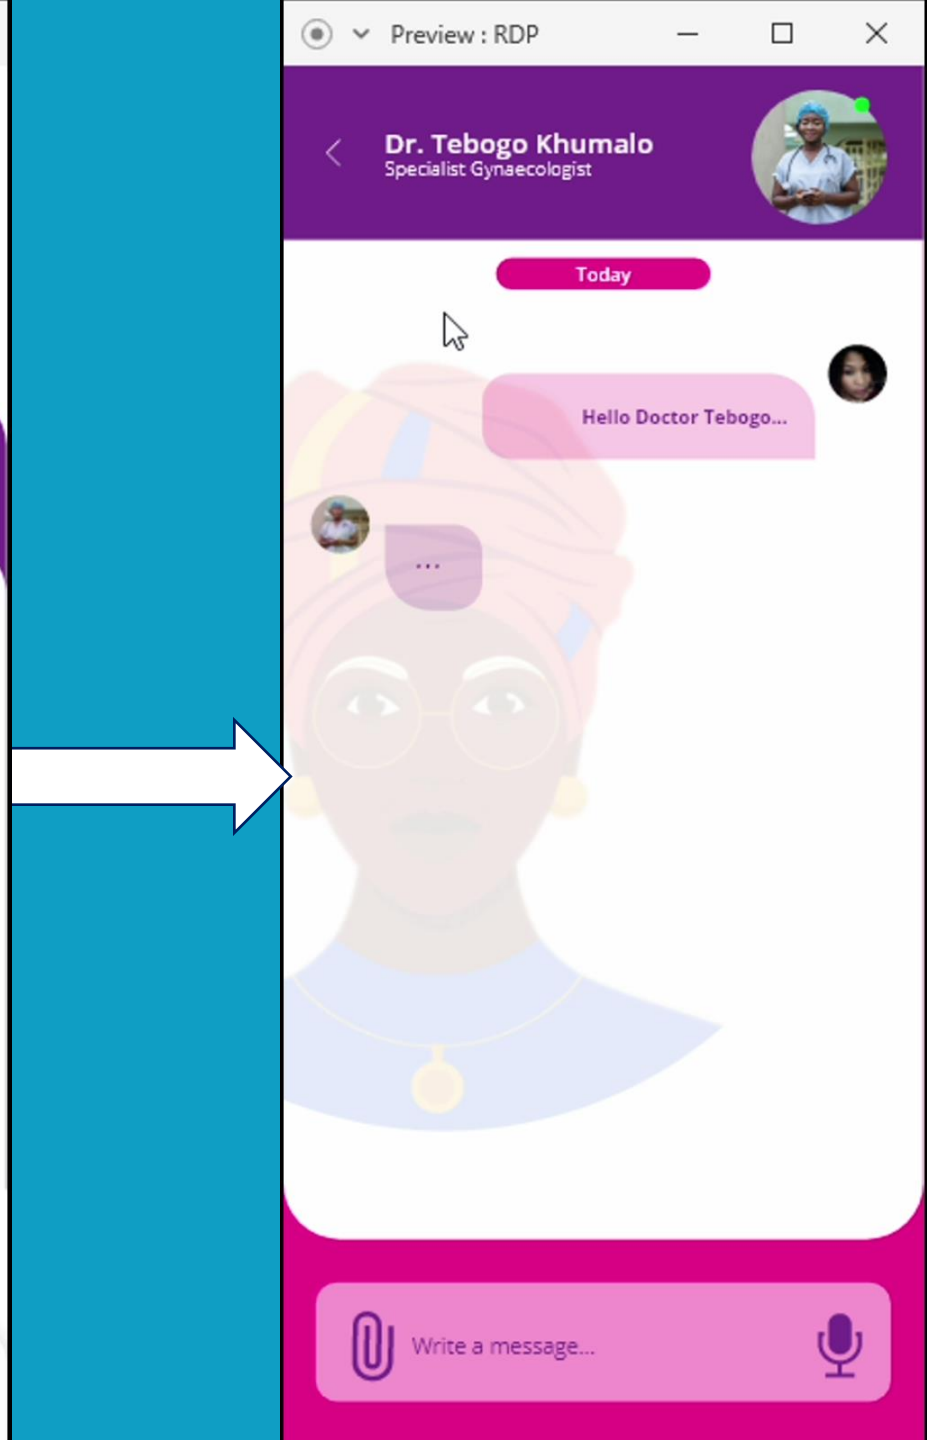 Preview : RDP
Dr. Tebogo Khumalo
Specialist Gynaecologist
Today
Hello Doctor Tebogo...
...
Write a message...